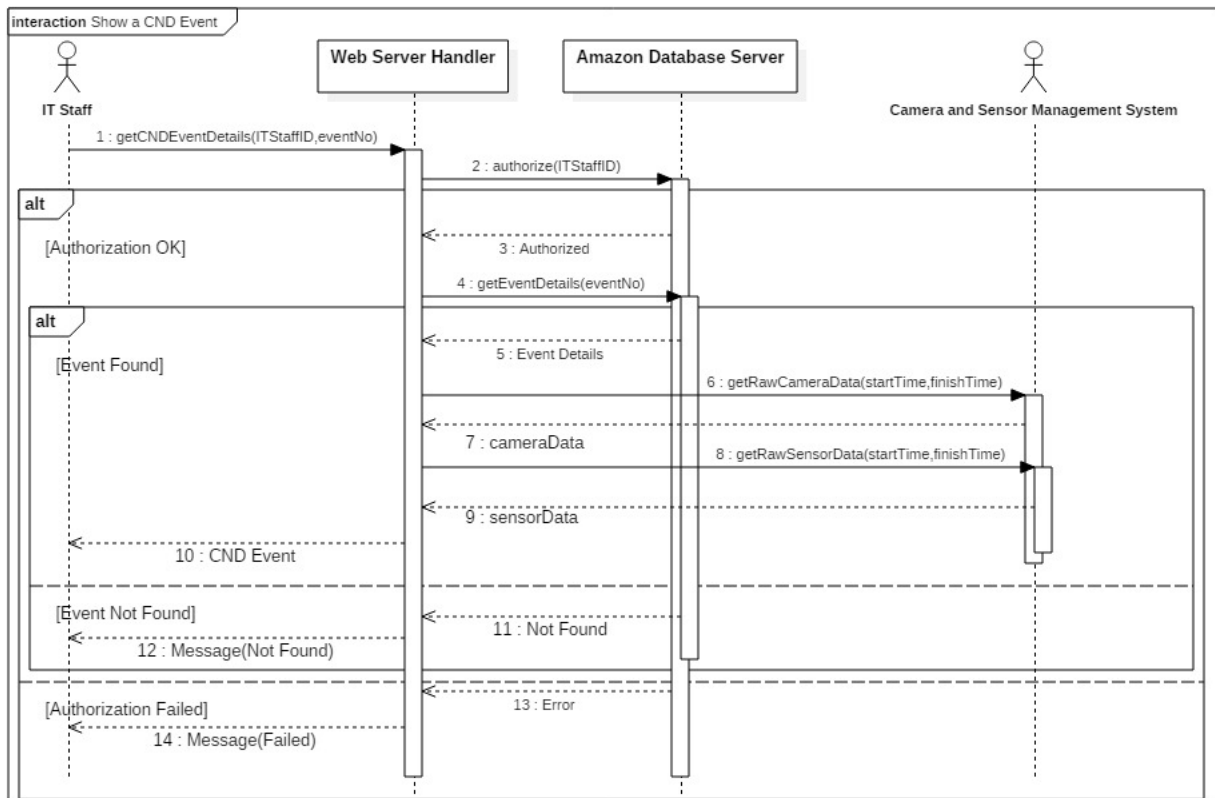 interaction Show a CND Event
IT Staff
Web Server Handler
Amazon Database Server
Camera and Sensor Management System
1 : getCNDEventDetails(ITStaffID,eventNo)
2 : authorize(ITStaffID)
alt
[Authorization OK]
3 : Authorized
4 : getEventDetails(eventNo)
alt
[Event Found]
5 : Event Details
6 : getRawCameraData(startTime,finishTime)
7 : cameraData
8 : getRawSensorData(startTime,finishTime)
9 : sensorData
10 : CND Event
[Event Not Found]
11 : Not Found
12 : Message(Not Found)
13 : Error
[Authorization Failed]
14 : Message(Failed)